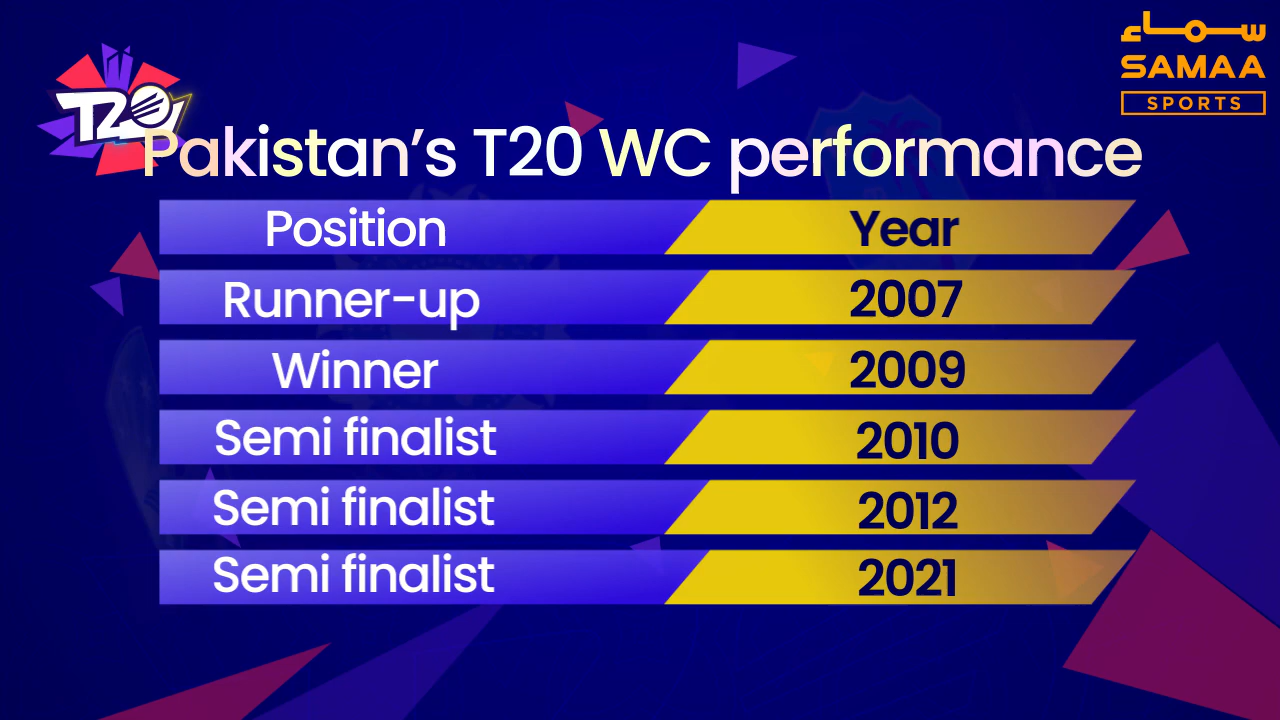 سماء
SAMAA
SPORTS
T20
Pakistan’s T20 WC performance
Position Year
Runner-up 2007
Winner 2009
Semi finalist 2010
Semi finalist 2012
Semi finalist 2021